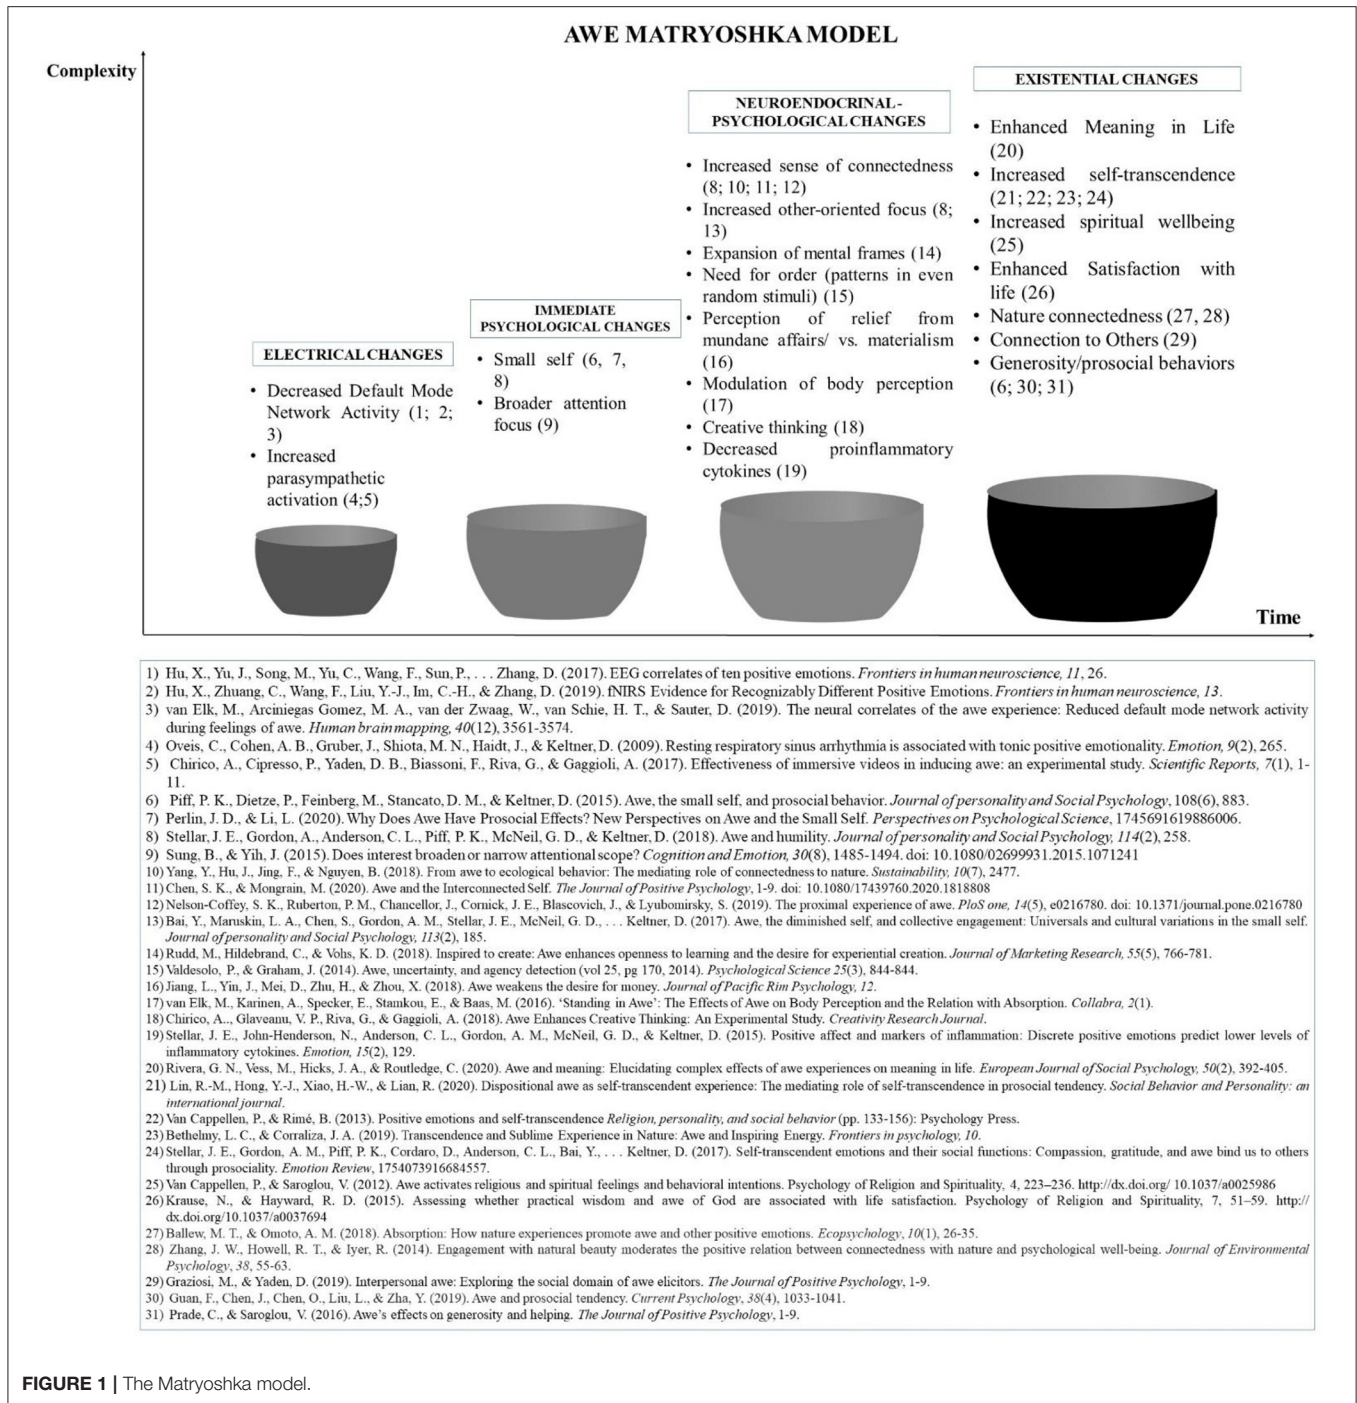 AWE MATRYOSHKA MODEL
Complexity
ELECTRICAL CHANGES
• Decreased Default Mode
Network Activity (1; 2;
3)
• Increased
parasympathetic
activation (4;5)
IMMEDIATE
PSYCHOLOGICAL CHANGES
• Small self (6, 7,
8)
• Broader attention
focus (9)
NEUROENDOCRINAL-
PSYCHOLOGICAL CHANGES
• Increased sense of connectedness
(8; 10; 11; 12)
• Increased other-oriented focus (8;
13)
• Expansion of mental frames (14)
• Need for order (patterns in even
random stimuli) (15)
• Perception of relief from
mundane affairs/ vs. materialism
(16)
• Modulation of body perception
(17)
• Creative thinking (18)
• Decreased proinflammatory
cytokines (19)
EXISTENTIAL CHANGES
• Enhanced Meaning in Life
(20)
• Increased self-transcendence
(21; 22; 23; 24)
• Increased spiritual wellbeing
(25)
• Enhanced Satisfaction with
life (26)
• Nature connectedness (27, 28)
• Connection to Others (29)
• Generosity/prosocial behaviors
(6; 30; 31)
Time
1) Hu, X., Yu, J., Song, M., Yu, C., Wang, F., Sun, P., . . . Zhang, D. (2017). EEG correlates of ten positive emotions. Frontiers in human neuroscience, 11, 26.
2) Hu, X., Zhuang, C., Wang, F., Liu, Y.-J., Im, C.-H., & Zhang, D. (2019). fNIRS Evidence for Recognizably Different Positive Emotions. Frontiers in human neuroscience, 13.
3) van Elk, M., Arciniegas Gomez, M. A., van der Zwaag, W., van Schie, H. T., & Sauter, D. (2019). The neural correlates of the awe experience: Reduced default mode network activity
during feelings of awe. Human brain mapping, 40(12), 3561-3574.
4) Oveis, C., Cohen, A. B., Gruber, J., Shiota, M. N., Haidt, J., & Keltner, D. (2009). Resting respiratory sinus arrhythmia is associated with tonic positive emotionality. Emotion, 9(2), 265.
5) Chirico, A., Cipresso, P., Yaden, D. B., Biassoni, F., Riva, G., & Gaggioli, A. (2017). Effectiveness of immersive videos in inducing awe: an experimental study. Scientific Reports, 7(1), 1-
11.
6) Piff, P. K., Dietze, P., Feinberg, M., Stancato, D. M., & Keltner, D. (2015). Awe, the small self, and prosocial behavior. Journal of personality and Social Psychology, 108(6), 883.
7) Perlin, J. D., & Li, L. (2020). Why Does Awe Have Prosocial Effects? New Perspectives on Awe and the Small Self. Perspectives on Psychological Science, 1745691619886006.
8) Stellar, J. E., Gordon, A., Anderson, C. L., Piff, P. K., McNeil, G. D., & Keltner, D. (2018). Awe and humility. Journal of personality and Social Psychology, 114(2), 258.
9) Sung, B., & Yih, J. (2015). Does interest broaden or narrow attentional scope? Cognition and Emotion, 30(8), 1485-1494. doi: 10.1080/02699931.2015.1071241
10) Yang, Y., Hu, J., Jing, F., & Nguyen, B. (2018). From awe to ecological behavior: The mediating role of connectedness to nature. Sustainability, 10(7), 2477.
11) Chen, S. K., & Mongrain, M. (2020). Awe and the Interconnected Self. The Journal of Positive Psychology, 1-9. doi: 10.1080/17439760.2020.1818808
12) Nelson-Coffey, S. K., Ruberton, P. M., Chancellor, J., Cornick, J. E., Blascovich, J., & Lyubomirsky, S. (2019). The proximal experience of awe. PloS one, 14(5), e0216780. doi: 10.1371/journal.pone.0216780
13) Bai, Y., Maruskin, L. A., Chen, S., Gordon, A. M., Stellar, J. E., McNeil, G. D., . . . Keltner, D. (2017). Awe, the diminished self, and collective engagement: Universals and cultural variations in the small self.
Journal of personality and Social Psychology, 113(2), 185.
14) Rudd, M., Hildebrand, C., & Vohs, K. D. (2018). Inspired to create: Awe enhances openness to learning and the desire for experiential creation. Journal of Marketing Research, 55(5), 766-781.
15) Valdesolo, P., & Graham, J. (2014). Awe, uncertainty, and agency detection (vol 25, pg 170, 2014). Psychological Science 25(3), 844-844.
16) Jiang, L., Yin, J., Mei, D., Zhu, H., & Zhou, X. (2018). Awe weakens the desire for money. Journal of Pacific Rim Psychology, 12.
17) van Elk, M., Karinen, A., Specker, E., Stamkou, E., & Baas, M. (2016). ‘Standing in Awe’: The Effects of Awe on Body Perception and the Relation with Absorption. Collabra, 2(1).
18) Chirico, A.., Glaveanu, V. P., Riva, G., & Gaggioli, A. (2018). Awe Enhances Creative Thinking: An Experimental Study. Creativity Research Journal.
19) Stellar, J. E., John-Henderson, N., Anderson, C. L., Gordon, A. M., McNeil, G. D., & Keltner, D. (2015). Positive affect and markers of inflammation: Discrete positive emotions predict lower levels of
inflammatory cytokines. Emotion, 15(2), 129.
20) Rivera, G. N., Vess, M., Hicks, J. A., & Routledge, C. (2020). Awe and meaning: Elucidating complex effects of awe experiences on meaning in life. European Journal of Social Psychology, 50(2), 392-405.
21) Lin, R.-M., Hong, Y.-J., Xiao, H.-W., & Lian, R. (2020). Dispositional awe as self-transcendent experience: The mediating role of self-transcendence in prosocial tendency. Social Behavior and Personality: an
international journal.
22) Van Cappellen, P., & Rimé, B. (2013). Positive emotions and self-transcendence Religion, personality, and social behavior (pp. 133-156): Psychology Press.
23) Bethelmy, L. C., & Corraliza, J. A. (2019). Transcendence and Sublime Experience in Nature: Awe and Inspiring Energy. Frontiers in psychology, 10.
24) Stellar, J. E., Gordon, A. M., Piff, P. K., Cordaro, D., Anderson, C. L., Bai, Y., . . . Keltner, D. (2017). Self-transcendent emotions and their social functions: Compassion, gratitude, and awe bind us to others
through prosociality. Emotion Review, 1754073916684557.
25) Van Cappellen, P., & Saroglou, V. (2012). Awe activates religious and spiritual feelings and behavioral intentions. Psychology of Religion and Spirituality, 4, 223–236. http://dx.doi.org/ 10.1037/a0025986
26) Krause, N., & Hayward, R. D. (2015). Assessing whether practical wisdom and awe of God are associated with life satisfaction. Psychology of Religion and Spirituality, 7, 51–59. http://
dx.doi.org/10.1037/a0037694
27) Ballew, M. T., & Omoto, A. M. (2018). Absorption: How nature experiences promote awe and other positive emotions. Ecopsychology, 10(1), 26-35.
28) Zhang, J. W., Howell, R. T., & Iyer, R. (2014). Engagement with natural beauty moderates the positive relation between connectedness with nature and psychological well-being. Journal of Environmental
Psychology, 38, 55-63.
29) Graziosi, M., & Yaden, D. (2019). Interpersonal awe: Exploring the social domain of awe elicitors. The Journal of Positive Psychology, 1-9.
30) Guan, F., Chen, J., Chen, O., Liu, L., & Zha, Y. (2019). Awe and prosocial tendency. Current Psychology, 38(4), 1033-1041.
31) Prade, C., & Saroglou, V. (2016). Awe’s effects on generosity and helping. The Journal of Positive Psychology, 1-9.
FIGURE 1 | The Matryoshka model.